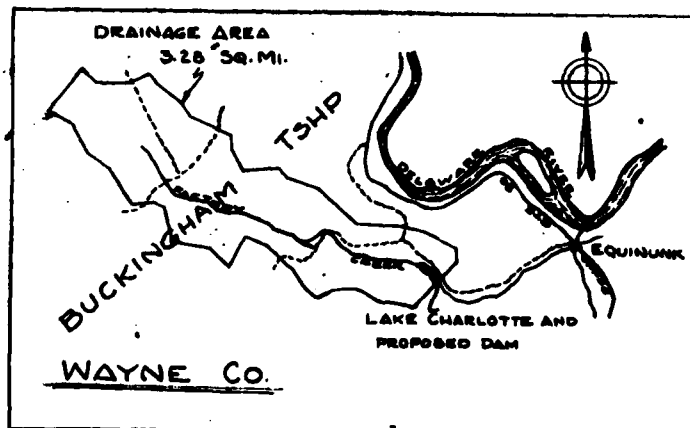 DRAINAGE AREA
3.28 SQ. MI.
TSHP
DELAWARE RIVER
BUCKINGHAM
FACTORY
CREEK
EQUINUNK
LAKE CHARLOTTE AND
PROPOSED DAM
WAYNE CO.